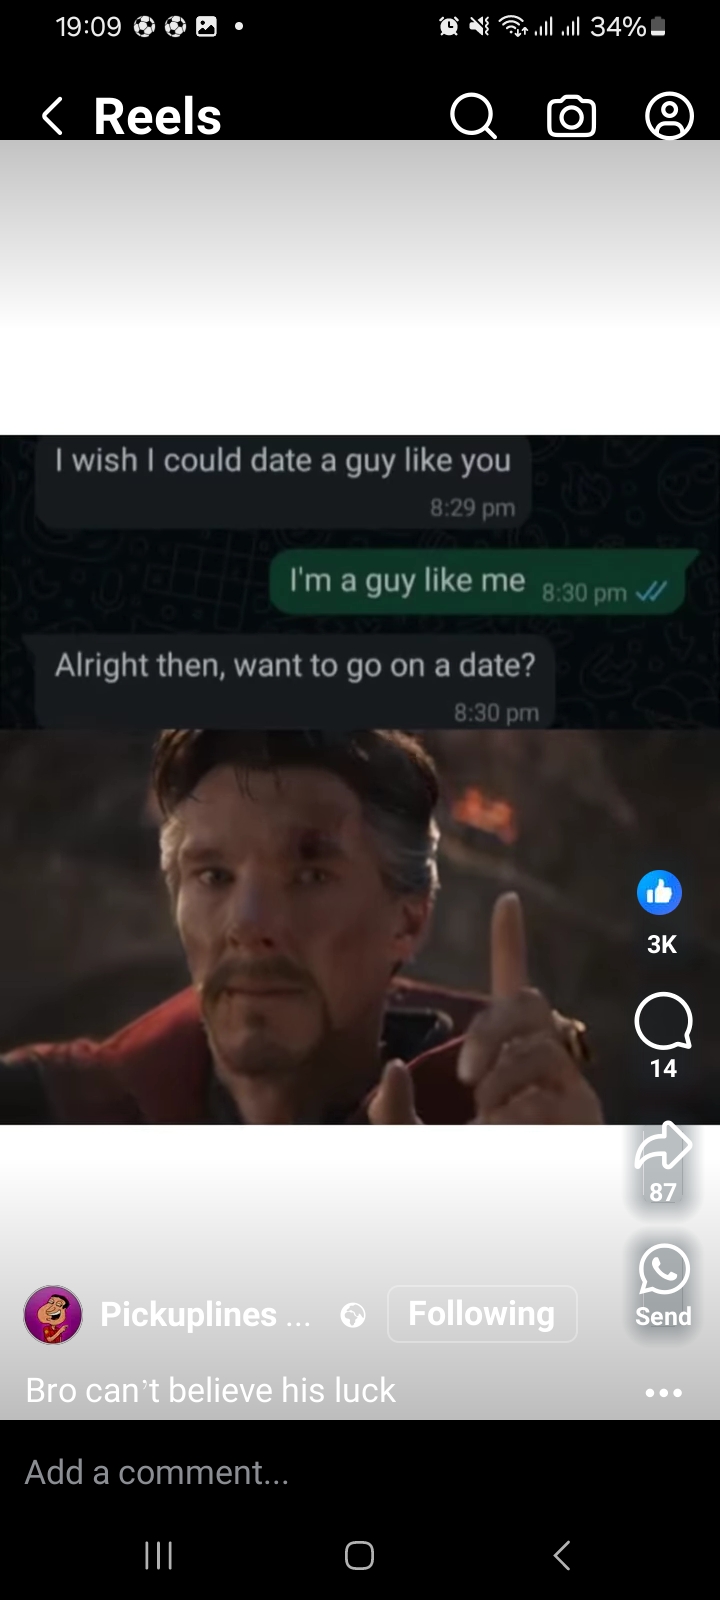 19:09
34%
Reels
I wish I could date a guy like you
8:29 pm
I'm a guy like me 8:30 pm
Alright then, want to go on a date?
8:30 pm
3K
14
87
Send
Pickuplines ...
Following
Bro can't believe his luck
Add a comment...